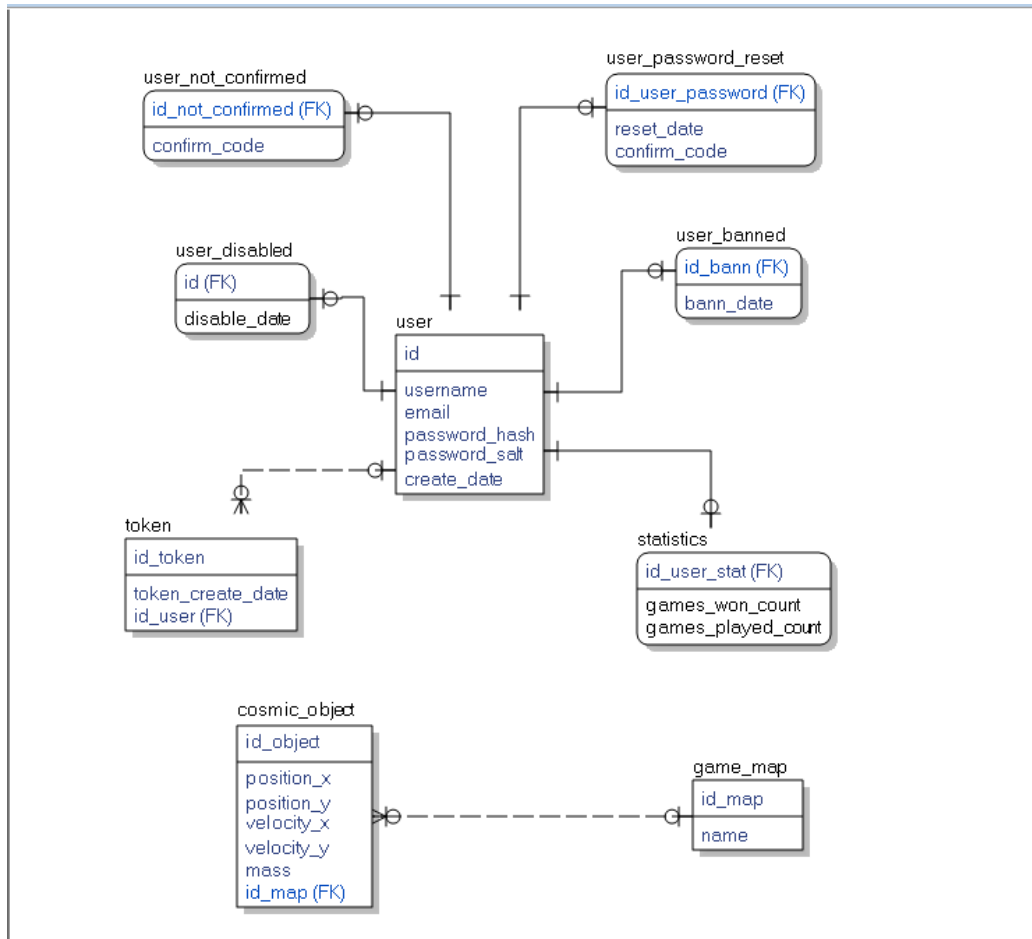 user_not_confirmed
id_not_confirmed (FK)
confirm_code
user_password_reset
id_user_password (FK)
reset_date
confirm_code
user_disabled
id (FK)
disable_date
user_banned
id_bann (FK)
bann_date
user
id
username
email
password_hash
password_salt
create_date
token
id_token
token_create_date
id_user (FK)
statistics
id_user_stat (FK)
games_won_count
games_played_count
cosmic_object
id_object
position_x
position_y
velocity_x
velocity_y
mass
id_map (FK)
game_map
id_map
name